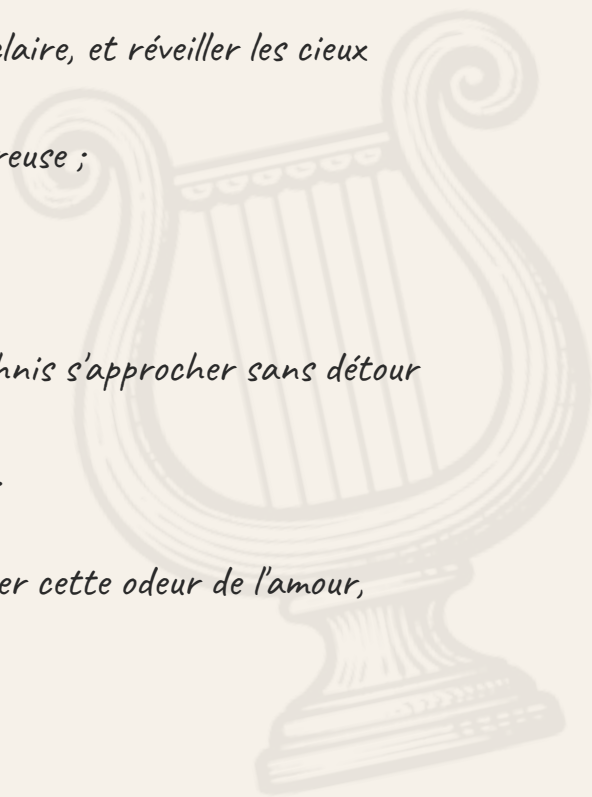 claire, et réveiller les cieux
reuse ;
hnis s'approcher sans détour
.
er cette odeur de l'amour,